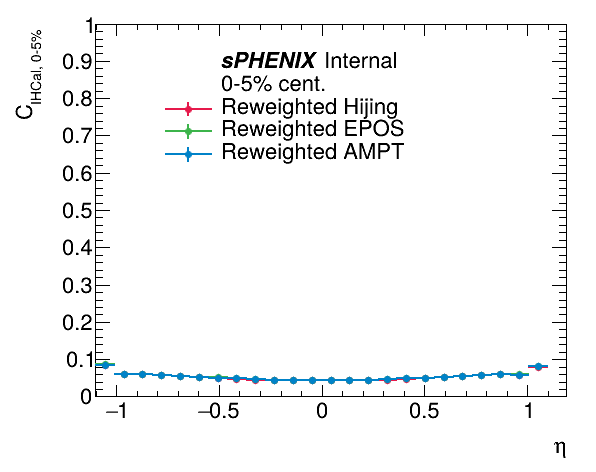 C_IHCal, 0-5%
1
0.9
0.8
0.7
0.6
0.5
0.4
0.3
0.2
0.1
0
sPHENIX Internal
0-5% cent.
Reweighted Hijing
Reweighted EPOS
Reweighted AMPT
−1 −0.5 0 0.5 1
η